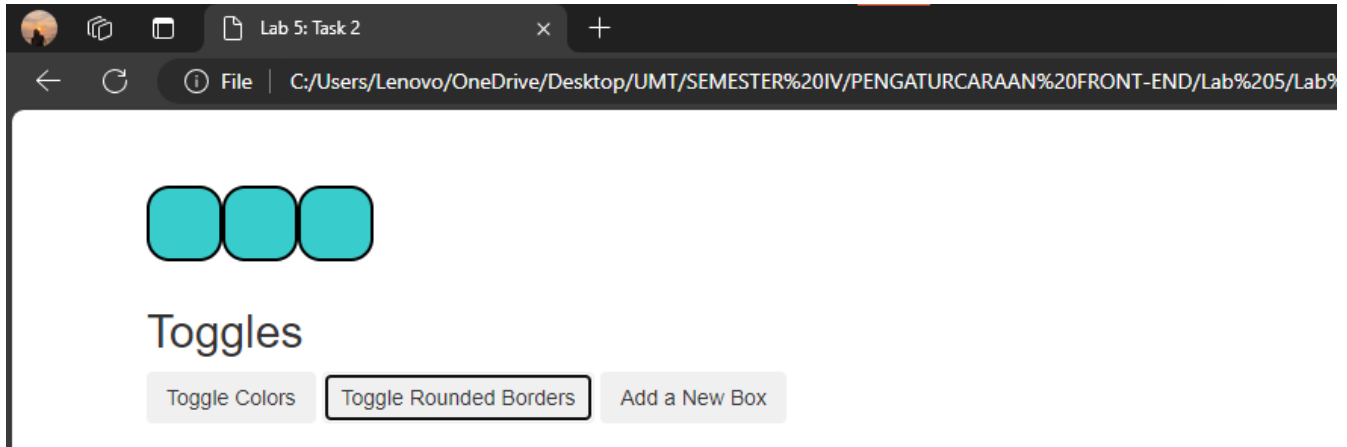 Lab 5: Task 2
File C:/Users/Lenovo/OneDrive/Desktop/UMT/SEMESTER%20IV/PENGATURCARAAN%20FRONT-END/Lab%205/Lab%
Toggles
Toggle Colors Toggle Rounded Borders Add a New Box